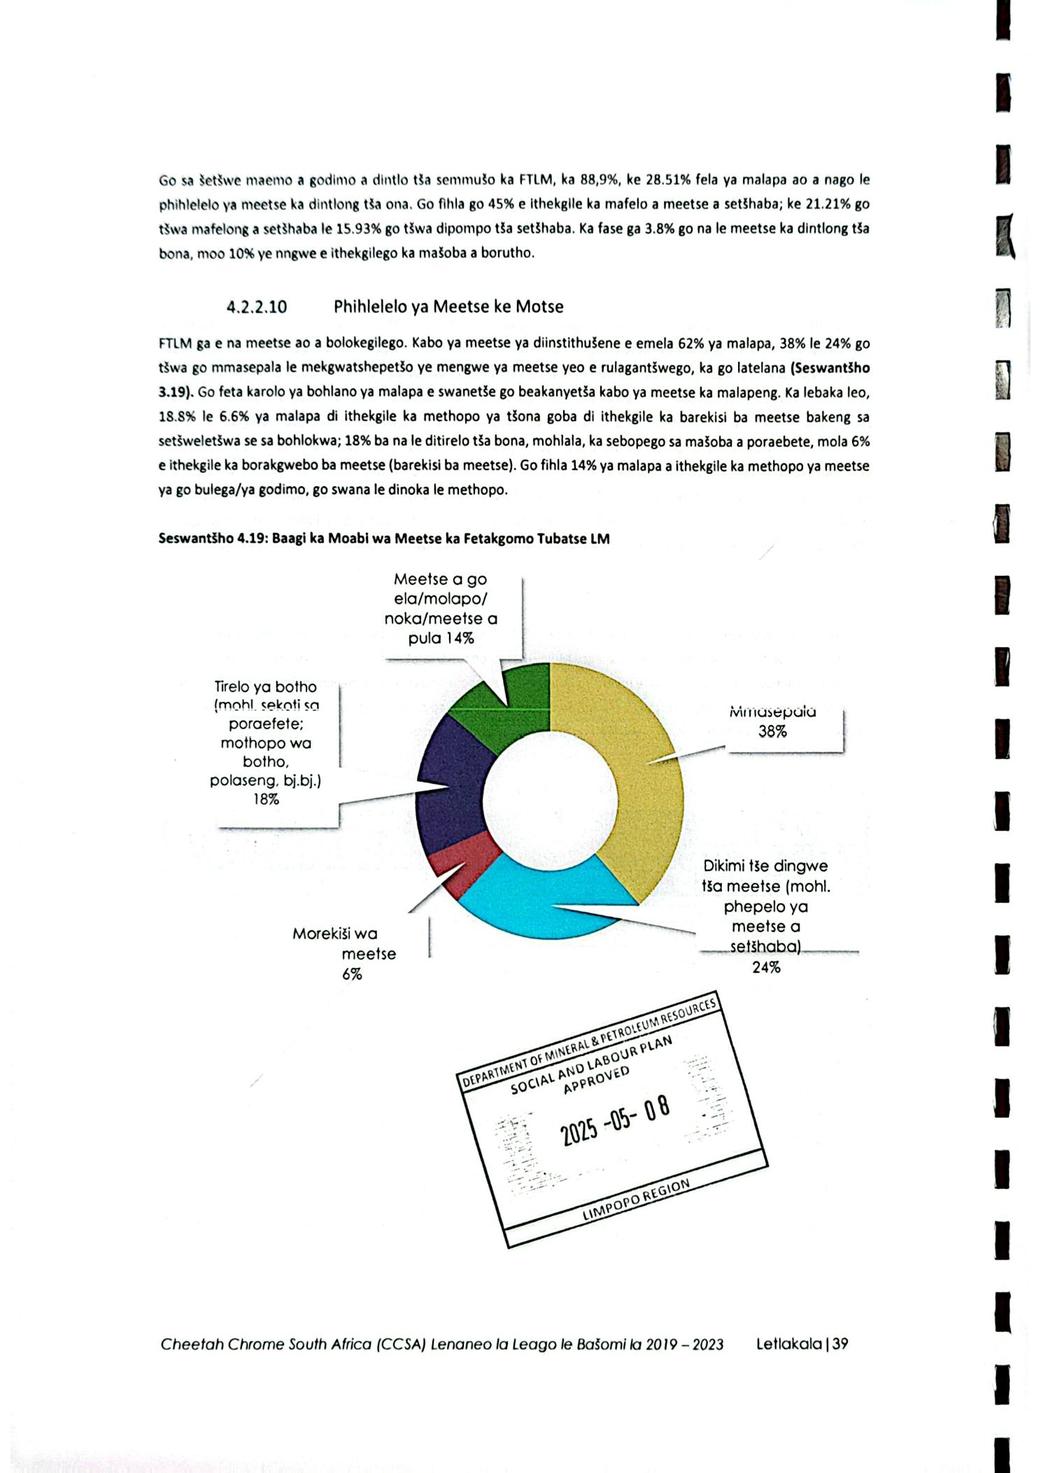 Go sa šetšwe maemo a godimo a dintlo tša semmušo ka FTLM, ka 88,9%, ke 28.51% fela ya malapa ao a nago le
phihlelelo ya meetse ka dintlong tša ona. Go fihla go 45% e ithekgile ka mafelo a meetse a setšhaba; ke 21.21% go
tšwa mafelong a setšhaba le 15.93% go tšwa dipompo tša setšhaba. Ka fase ga 3.8% go na le meetse ka dintlong tša
bona, moo 10% ye nngwe e ithekgilego ka mašoba a borutho.
4.2.2.10 Phihlelelo ya Meetse ke Motse
FTLM ga e na meetse ao a bolokegilego. Kabo ya meetse ya diinstithušene e emela 62% ya malapa, 38% le 24% go
tšwa go mmasepala le mekgwatshepetšo ye mengwe ya meetse yeo e rulagantšwego, ka go latelana (Seswantšho
3.19). Go feta karolo ya bohlano ya malapa e swanetše go beakanyetša kabo ya meetse ka malapeng. Ka lebaka leo,
18.8% le 6.6% ya malapa di ithekgile ka methopo ya tšona goba di ithekgile ka barekisi ba meetse bakeng sa
setšweletšwa se sa bohlokwa; 18% ba na le ditirelo tša bona, mohlala, ka sebopego sa mašoba a poraebete, mola 6%
e ithekgile ka borakgwebo ba meetse (barekisi ba meetse). Go fihla 14% ya malapa a ithekgile ka methopo ya meetse
ya go bulega/ya godimo, go swana le dinoka le methopo.
Seswantšho 4.19: Baagi ka Moabi wa Meetse ka Fetakgomo Tubatse LM
Meetse a go
ela/molapo/
noka/meetse a
pula 14%
Tirelo ya botho
(mohl. sekoti sa
poraefete;
mothopo wa
botho,
polaseng, bj.bj.)
18%
Mmasepala
38%
Dikimi tše dingwe
tša meetse (mohl.
phepelo ya
meetse a
setšhaba)
24%
Morekiši wa
meetse
6%
DEPARTMENT OF MINERAL & PETROLEUM RESOURCES
SOCIAL AND LABOUR PLAN
APPROVED
2025 -05- 08
LIMPOPO REGION
Cheetah Chrome South Africa (CCSA) Lenaneo la Leago le Bašomi la 2019 – 2023 Letlakala | 39